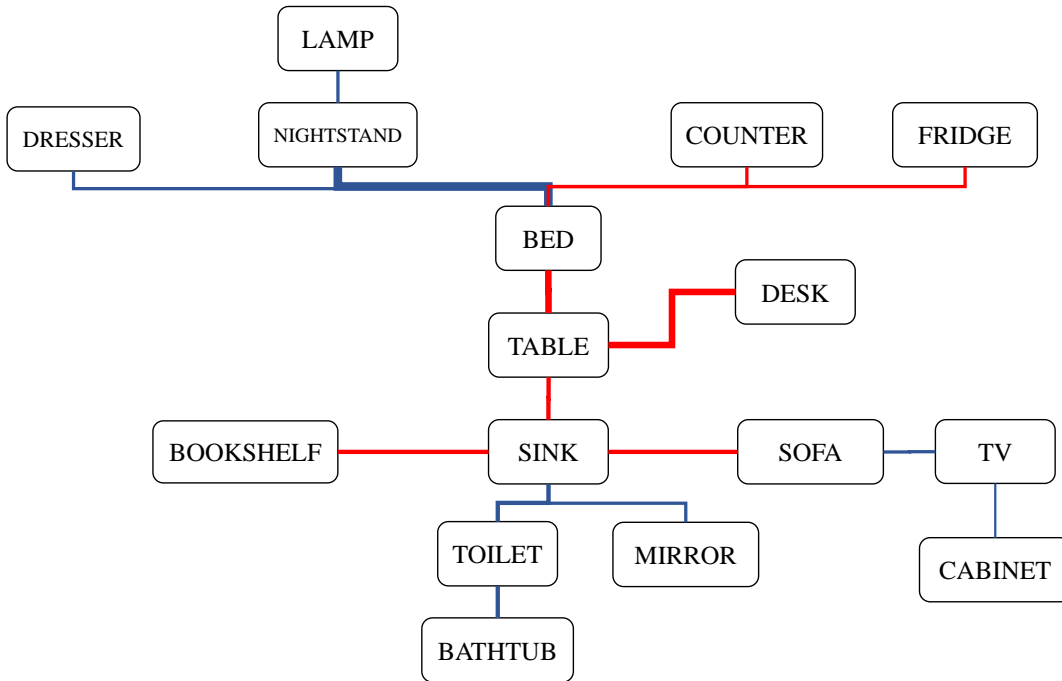 LAMP
DRESSER
NIGHTSTAND
COUNTER
FRIDGE
BED
DESK
TABLE
BOOKSHELF
SINK
SOFA
TV
TOILET
MIRROR
CABINET
BATHTUB